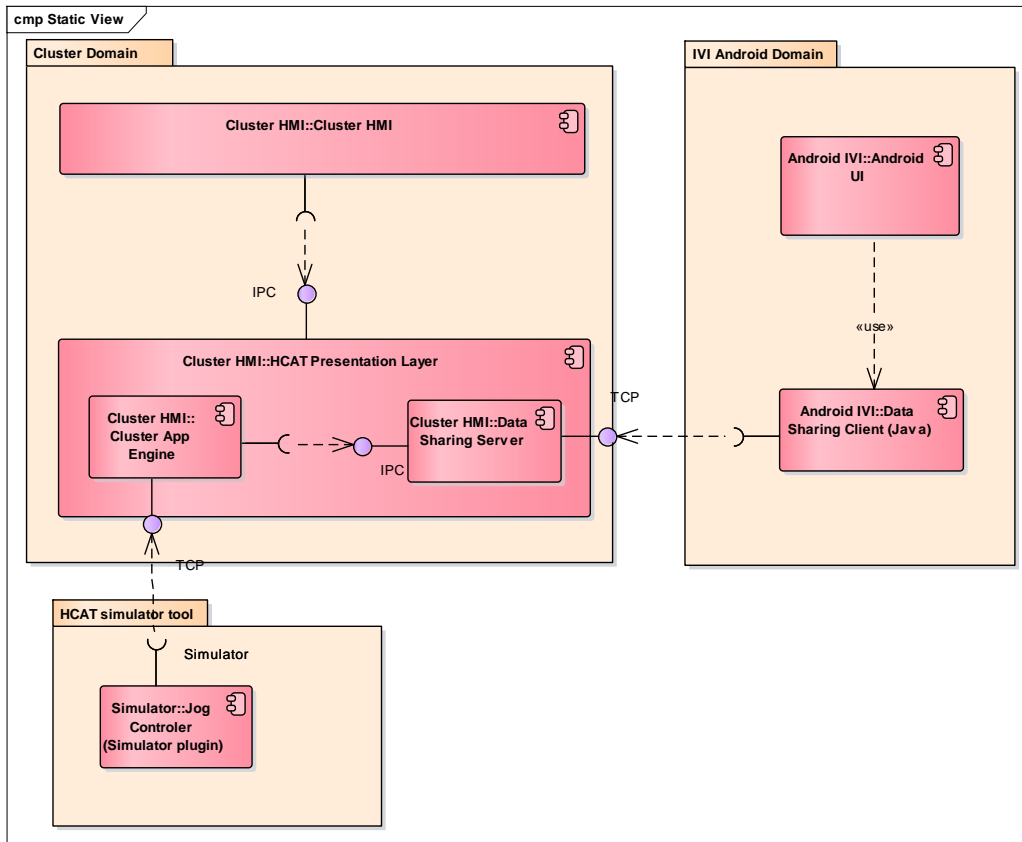 cmp Static View
Cluster Domain
IVI Android Domain
Cluster HMI::Cluster HMI
Android IVI::Android
UI
IPC
«use»
Cluster HMI::HCAT Presentation Layer
TCP
Cluster HMI::
Cluster App
Engine
Cluster HMI::Data
Sharing Server
IPC
Android IVI::Data
Sharing Client (Java)
TCP
HCAT simulator tool
Simulator
Simulator::Jog
Controler
(Simulator plugin)